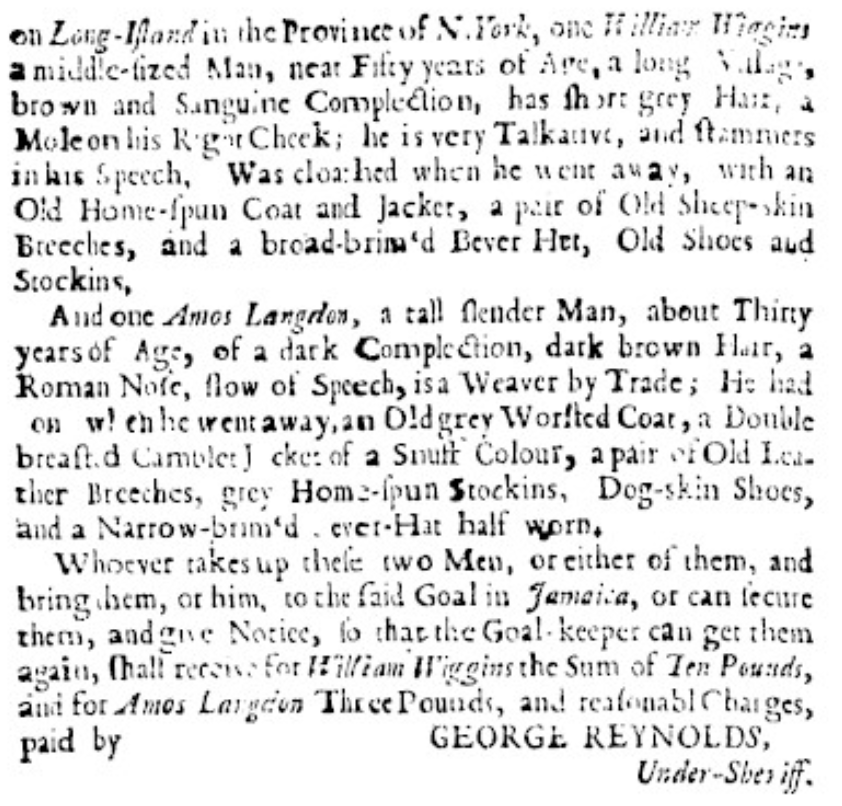 on Long-Iſland in the Province of N.York, one William Wiggins
a middle-ſized Man, near Fifty years of Age, a long Viſage,
brown and Sanguine Complection, has ſhort grey Hair, a
Mole on his Right Cheek; he is very Talkative, and ſtammers
in his Speech, Was cloathed when he went away, with an
Old Home-ſpun Coat and Jacket, a pair of Old Sheep-skin
Breeches, and a broad-brim‘d Bever Hat, Old Shoes and
Stockins,
And one Amos Langdon, a tall ſlender Man, about Thirty
years of Age, of a dark Complection, dark brown Hair, a
Roman Noſe, ſlow of Speech, is a Weaver by Trade; He had
on when he went away, an Old grey Worſted Coat, a Double
breaſted Camblet Jacket of a Snuff Colour, a pair of Old Lea-
ther Breeches, grey Home-ſpun Stockins, Dog-skin Shoes,
and a Narrow-brim‘d Bever-Hat half worn.
Whoever takes up theſe two Men, or either of them, and
bring them, or him, to the ſaid Goal in Jamaica, or can ſecure
them, and give Notice, ſo that the Goal-keeper can get them
again, ſhall receive for William Wiggins the Sum of Ten Pounds,
and for Amos Langdon Three Pounds, and reaſonabl Charges,
paid by GEORGE REYNOLDS,
Under-Sheriff.